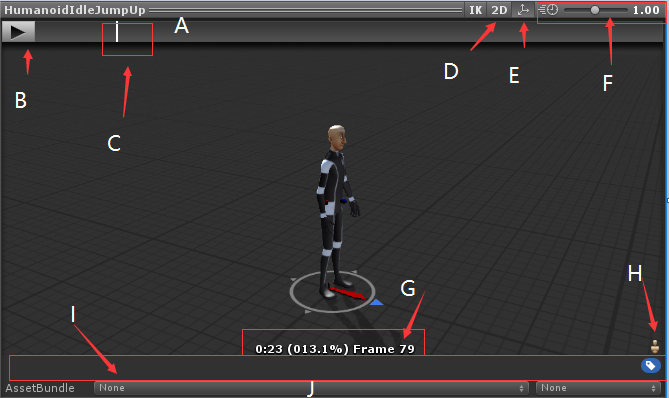 HumanoidIdleJumpUp
IK 2D 1.00
A
B
C
D
E
F
G
H
0:23 (013.1%) Frame 79
I
AssetBundle None None
J